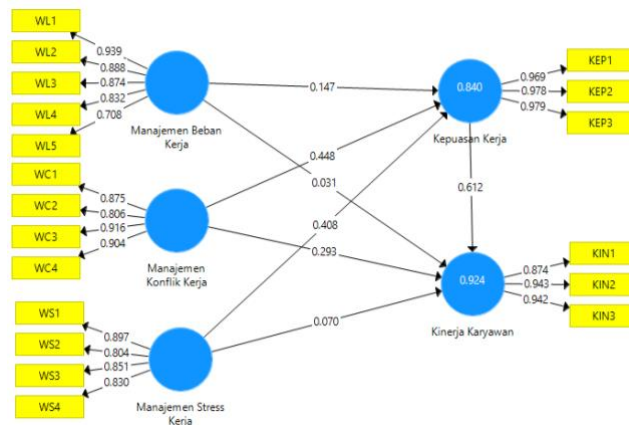 WL1
WL2
WL3
WL4
WL5
0.939
0.888
0.874
0.832
0.708
Manajemen Beban
Kerja
WC1
WC2
WC3
WC4
0.875
0.806
0.916
0.904
Manajemen
Konflik Kerja
WS1
WS2
WS3
WS4
0.897
0.804
0.851
0.830
Manajemen Stress
Kerja
0.147
0.448
0.031
0.408
0.293
0.070
0.840
Kepuasan Kerja
0.612
0.924
Kinerja Karyawan
0.969
0.978
0.979
KEP1
KEP2
KEP3
0.874
0.943
0.942
KIN1
KIN2
KIN3